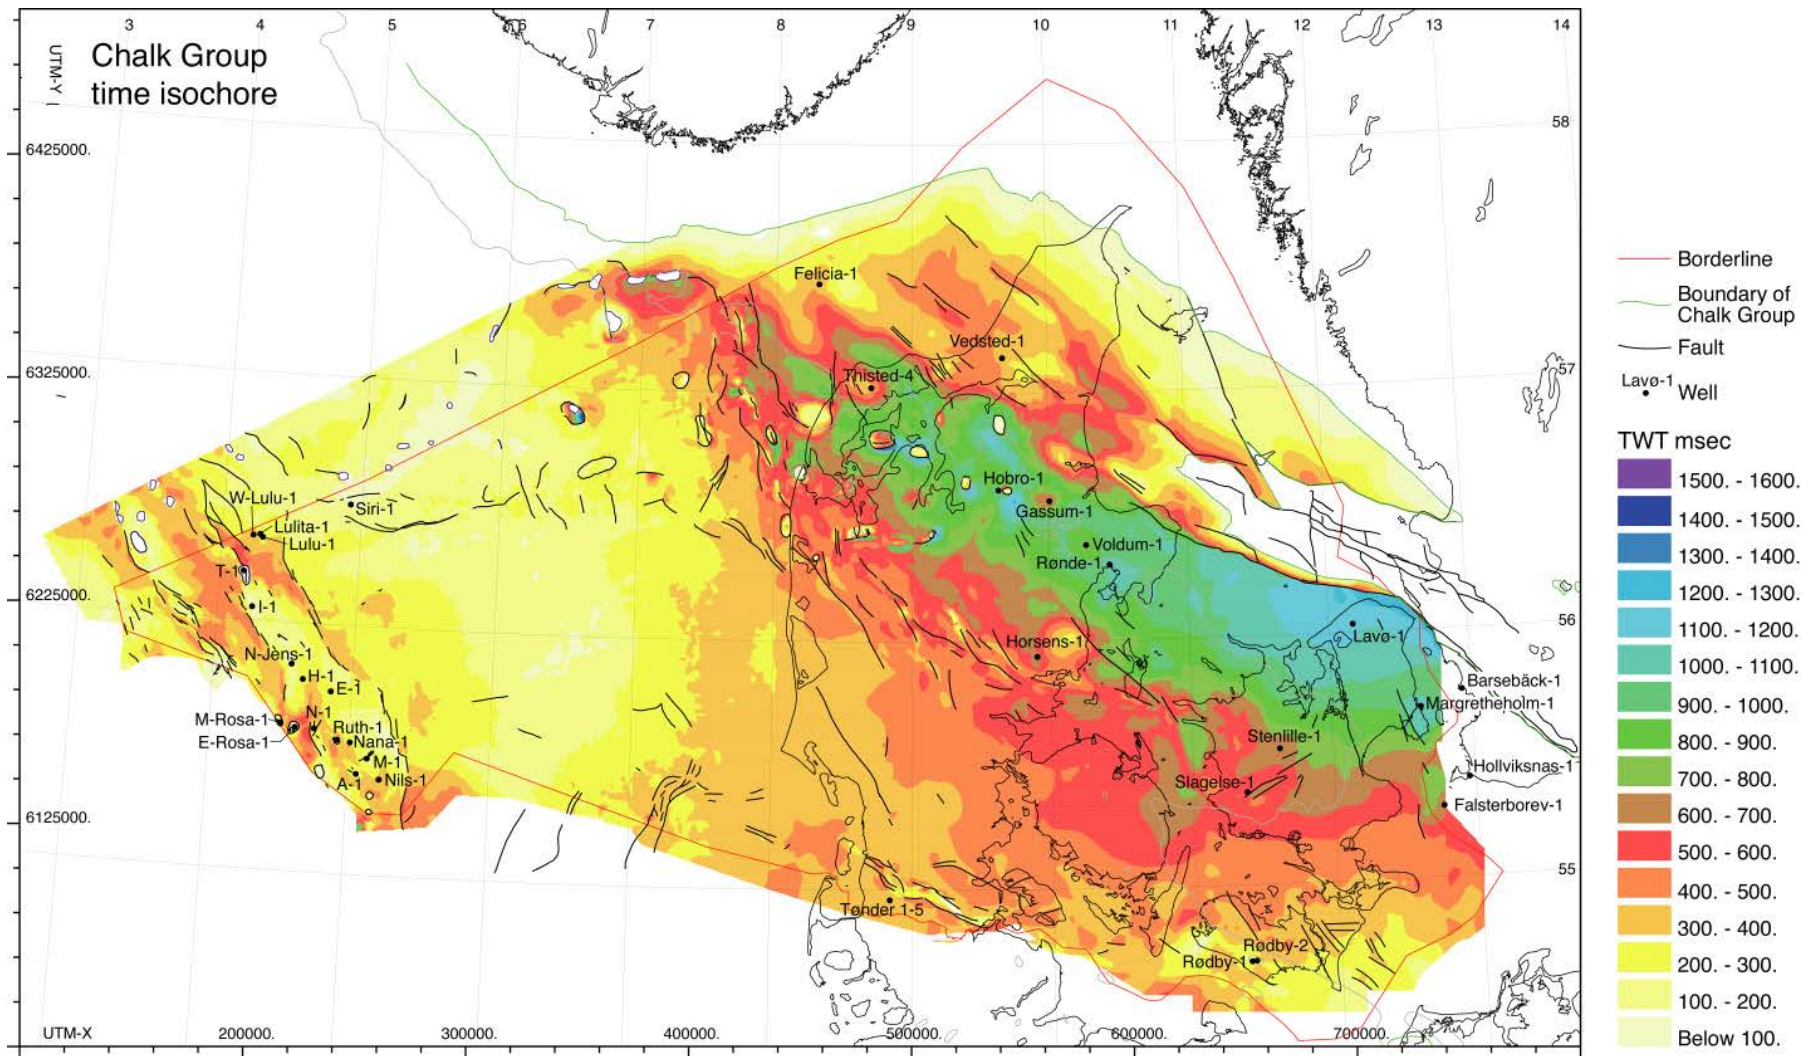 3 4 5 6 7 8 9 10 11 12 13 14
UTM-Y
Chalk Group
time isochore
58
6425000.
57
6325000.
6225000.
56
6125000.
55
Felicia-1
Vedsted-1
Thisted-4
Hobro-1
Gassum-1
Voldum-1
Rønde-1
W-Lulu-1
Siri-1
Lulita-1
Lulu-1
T-1
I-1
Lavø-1
Horsens-1
N-Jens-1
H-1
E-1
Barsebäck-1
Margretheholm-1
M-Rosa-1
N-1
Ruth-1
E-Rosa-1
Nana-1
M-1
A-1
Nils-1
Stenlille-1
Hollviksnas-1
Slagelse-1
Falsterborev-1
Tønder 1-5
Rødby-2
Rødby-1
UTM-X 200000. 300000. 400000. 500000. 600000. 700000.
Borderline
Boundary of
Chalk Group
Fault
Lavø-1
Well
TWT msec
1500. - 1600.
1400. - 1500.
1300. - 1400.
1200. - 1300.
1100. - 1200.
1000. - 1100.
900. - 1000.
800. - 900.
700. - 800.
600. - 700.
500. - 600.
400. - 500.
300. - 400.
200. - 300.
100. - 200.
Below 100.